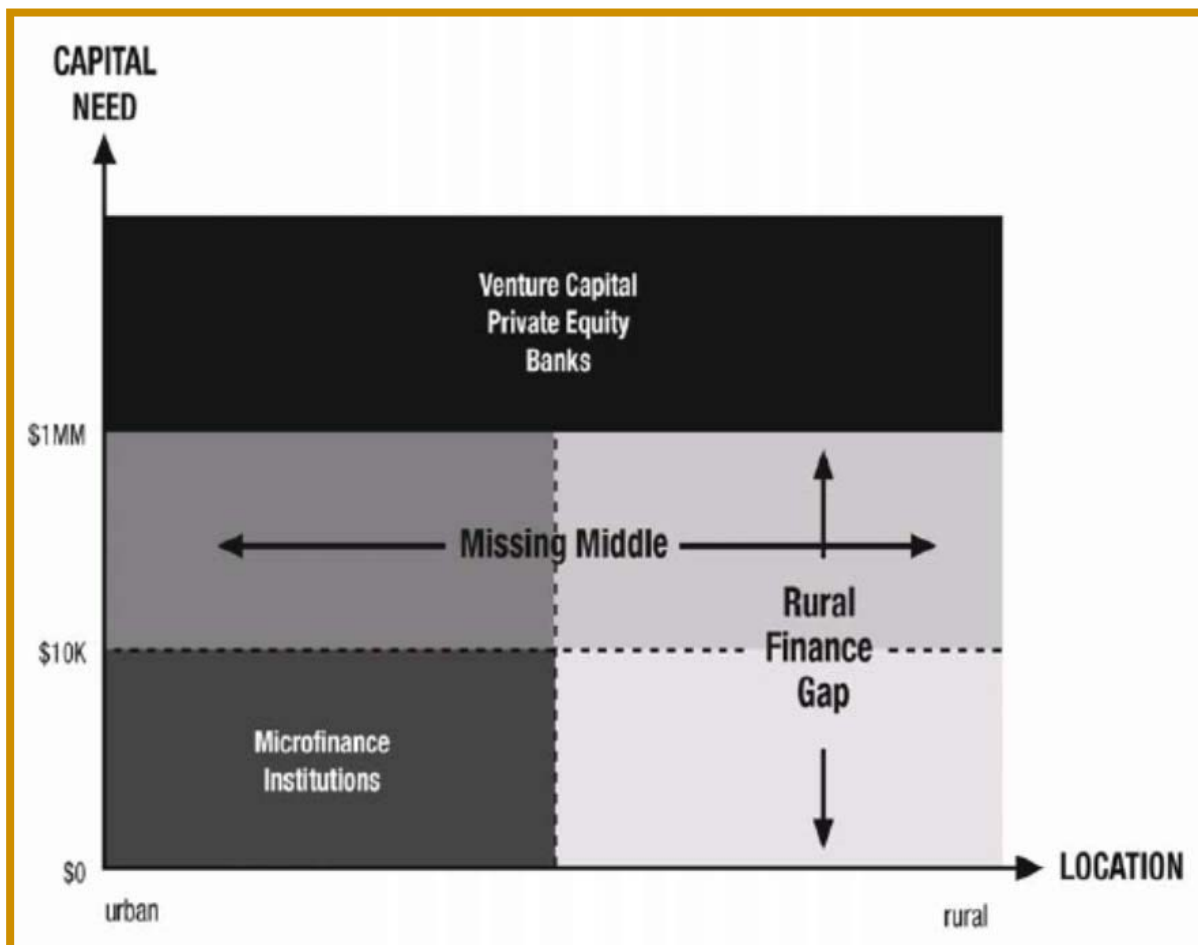 CAPITAL
NEED
Venture Capital
Private Equity
Banks
$1MM
Missing Middle
Rural
Finance
Gap
$10K
Microfinance
Institutions
$0
LOCATION
urban
rural